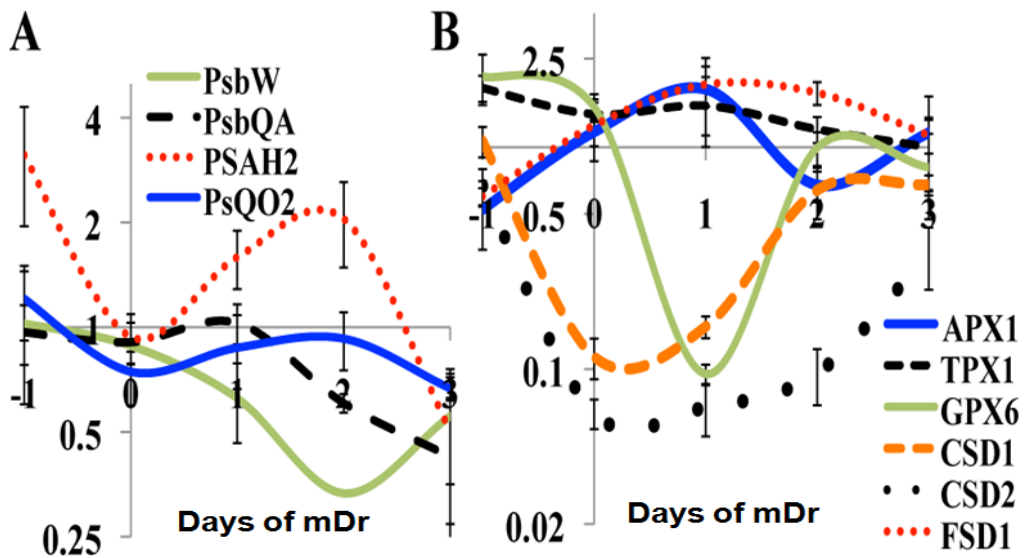 A
PsbW
PsbQA
PSAH2
PsQO2
4
2
1
-1 0 1 2 3
0.5
0.25
Days of mDr
B
2.5
-1 0 1 2 3
0.5
0.1
0.02
Days of mDr
APX1
TPX1
GPX6
CSD1
CSD2
FSD1